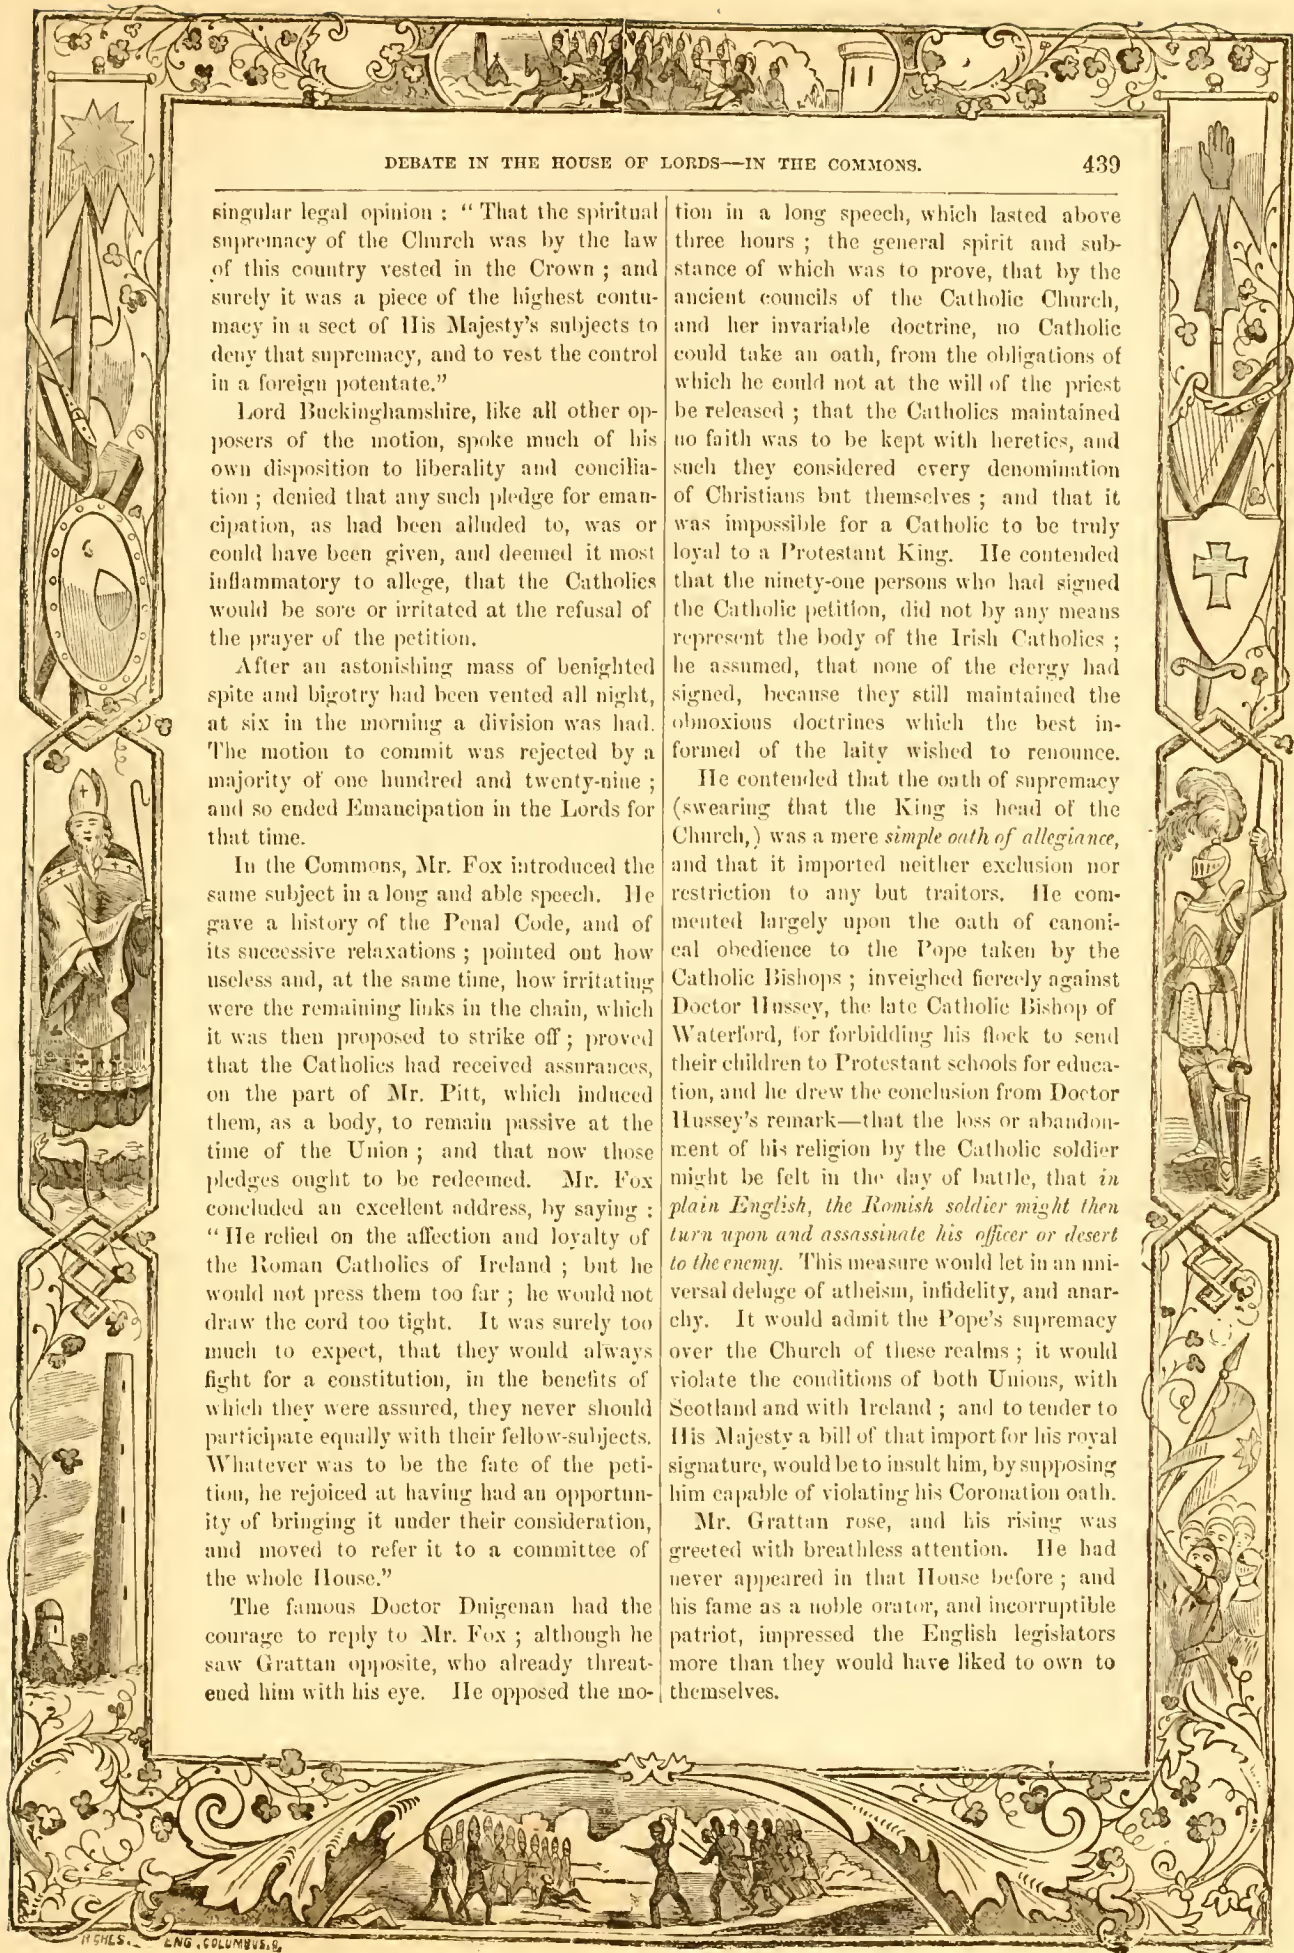 DEBATE IN THE HOUSE OF LORDS—IN THE COMMONS. 439
singular legal opinion : “ That the spiritual
supremacy of the Church was by the law
of this country vested in the Crown ; and
surely it was a piece of the highest contu-
macy in a sect of His Majesty’s subjects to
deny that supremacy, and to vest the control
in a foreign potentate.”
Lord Buckinghamshire, like all other op-
posers of the motion, spoke much of his
own disposition to liberality and concilia-
tion ; denied that any such pledge for eman-
cipation, as had been alluded to, was or
could have been given, and deemed it most
inflammatory to allege, that the Catholics
would be sore or irritated at the refusal of
the prayer of the petition.
After an astonishing mass of benighted
spite and bigotry had been vented all night,
at six in the morning a division was had.
The motion to commit was rejected by a
majority of one hundred and twenty-nine ;
and so ended Emancipation in the Lords for
that time.
In the Commons, Mr. Fox introduced the
same subject in a long and able speech. He
gave a history of the Penal Code, and of
its successive relaxations ; pointed out how
useless and, at the same time, how irritating
were the remaining links in the chain, which
it was then proposed to strike off ; proved
that the Catholics had received assurances,
on the part of Mr. Pitt, which induced
them, as a body, to remain passive at the
time of the Union ; and that now those
pledges ought to be redeemed. Mr. Fox
concluded an excellent address, by saying :
“ He relied on the affection and loyalty of
the Roman Catholics of Ireland ; but he
would not press them too far ; he would not
draw the cord too tight. It was surely too
much to expect, that they would always
fight for a constitution, in the benefits of
which they were assured, they never should
participate equally with their fellow-subjects.
Whatever was to be the fate of the peti-
tion, he rejoiced at having had an opportun-
ity of bringing it under their consideration,
and moved to refer it to a committee of
the whole House.”
The famous Doctor Duigenan had the
courage to reply to Mr. Fox ; although he
saw Grattan opposite, who already threat-
ened him with his eye. He opposed the mo-
tion in a long speech, which lasted above
three hours ; the general spirit and sub-
stance of which was to prove, that by the
ancient councils of the Catholic Church,
and her invariable doctrine, no Catholic
could take an oath, from the obligations of
which he could not at the will of the priest
be released ; that the Catholics maintained
no faith was to be kept with heretics, and
such they considered every denomination
of Christians but themselves ; and that it
was impossible for a Catholic to be truly
loyal to a Protestant King. He contended
that the ninety-one persons who had signed
the Catholic petition, did not by any means
represent the body of the Irish Catholics ;
he assumed, that none of the clergy had
signed, because they still maintained the
obnoxious doctrines which the best in-
formed of the laity wished to renounce.
He contended that the oath of supremacy
(swearing that the King is head of the
Church,) was a mere simple oath of allegiance,
and that it imported neither exclusion nor
restriction to any but traitors. He com-
mented largely upon the oath of canoni-
cal obedience to the Pope taken by the
Catholic Bishops ; inveighed fiercely against
Doctor Hussey, the late Catholic Bishop of
Waterford, for forbidding his flock to send
their children to Protestant schools for educa-
tion, and he drew the conclusion from Doctor
Hussey’s remark—that the loss or abandon-
ment of his religion by the Catholic soldier
might be felt in the day of battle, that in
plain English, the Romish soldier might then
turn upon and assassinate his officer or desert
to the enemy. This measure would let in an uni-
versal deluge of atheism, infidelity, and anar-
chy. It would admit the Pope’s supremacy
over the Church of these realms ; it would
violate the conditions of both Unions, with
Scotland and with Ireland ; and to tender to
His Majesty a bill of that import for his royal
signature, would be to insult him, by supposing
him capable of violating his Coronation oath.
Mr. Grattan rose, and his rising was
greeted with breathless attention. He had
never appeared in that House before ; and
his fame as a noble orator, and incorruptible
patriot, impressed the English legislators
more than they would have liked to own to
themselves.
ENG. COLUMBUS, O.